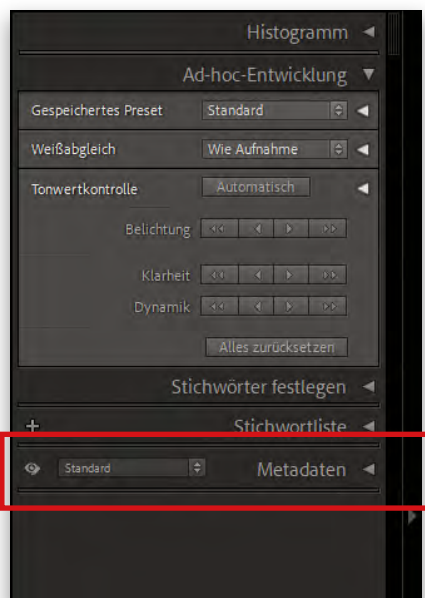 Histogramm
Ad-hoc-Entwicklung
Gespeichertes Preset Standard
Weißabgleich Wie Aufnahme
Tonwertkontrolle Automatisch
Belichtung
Klarheit
Dynamik
Alles zurücksetzen
Stichwörter festlegen
Stichwortliste
Standard Metadaten